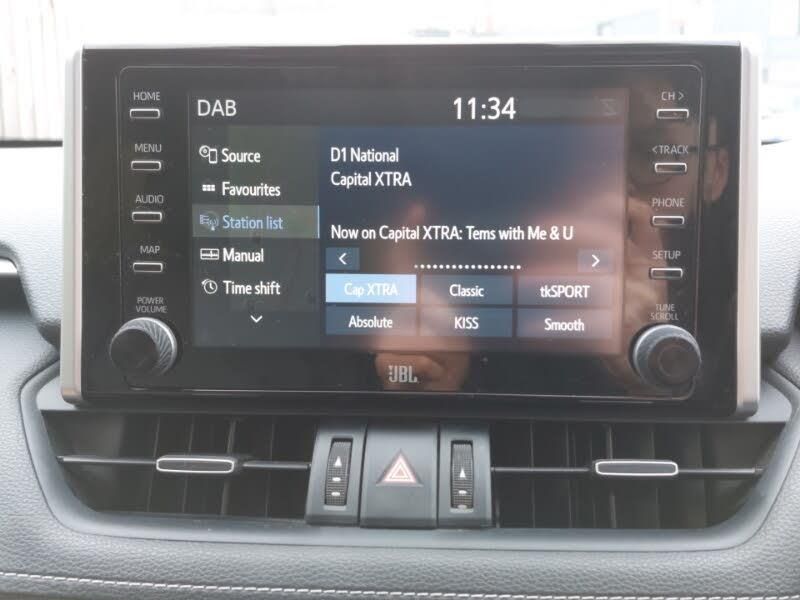 HOME
MENU
AUDIO
MAP
POWER
VOLUME
DAB
11:34
Source
Favourites
Station list
Manual
Time shift
D1 National
Capital XTRA
Now on Capital XTRA: Tems with Me & U
<
>
Cap XTRA
Classic
tkSPORT
Absolute
KISS
Smooth
CH >
< TRACK
PHONE
SETUP
TUNE
SCROLL
JBL